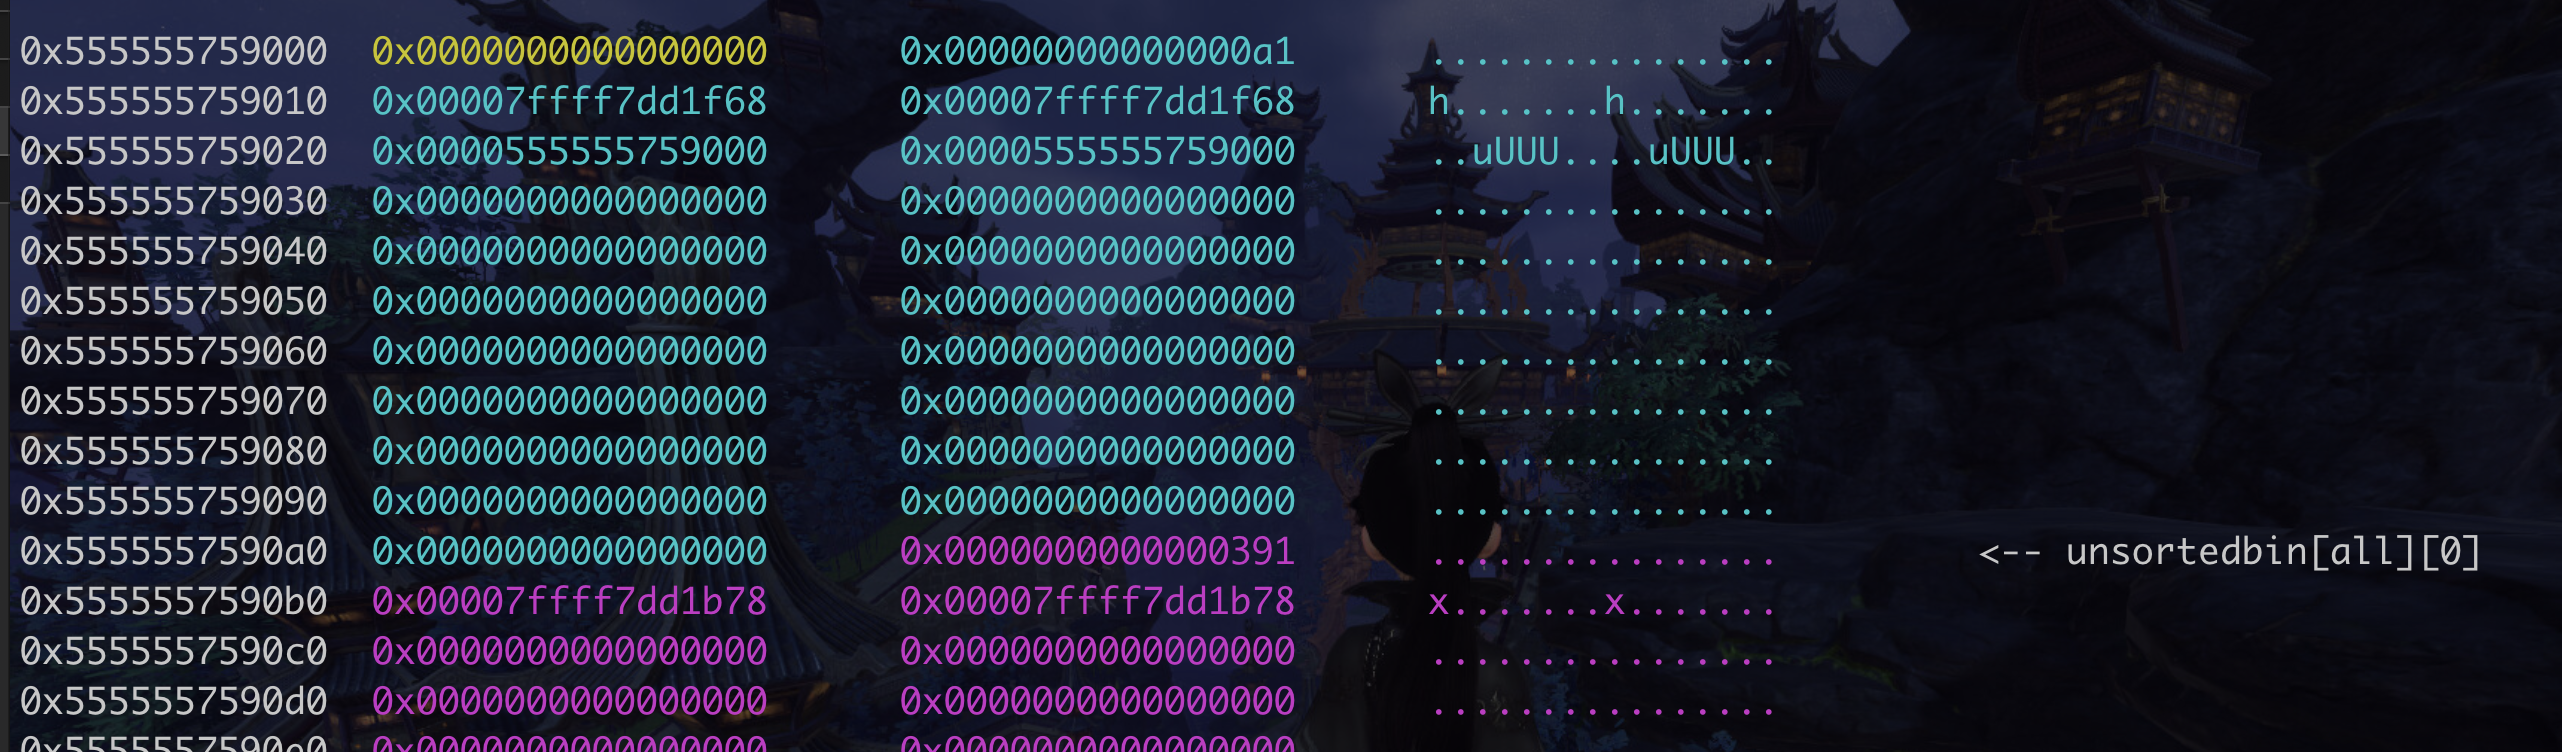 0x555555759000 0x0000000000000000 0x00000000000000a1 ................
0x555555759010 0x00007ffff7dd1f68 0x00007ffff7dd1f68 h.......h.......
0x555555759020 0x0000555555759000 0x0000555555759000 ..uUUU....uUUU..
0x555555759030 0x0000000000000000 0x0000000000000000 ................
0x555555759040 0x0000000000000000 0x0000000000000000 ................
0x555555759050 0x0000000000000000 0x0000000000000000 ................
0x555555759060 0x0000000000000000 0x0000000000000000 ................
0x555555759070 0x0000000000000000 0x0000000000000000 ................
0x555555759080 0x0000000000000000 0x0000000000000000 ................
0x555555759090 0x0000000000000000 0x0000000000000000 ................
0x5555557590a0 0x0000000000000000 0x0000000000000391 ................ <-- unsortedbin[all][0]
0x5555557590b0 0x00007ffff7dd1b78 0x00007ffff7dd1b78 x.......x.......
0x5555557590c0 0x0000000000000000 0x0000000000000000 ................
0x5555557590d0 0x0000000000000000 0x0000000000000000 ................